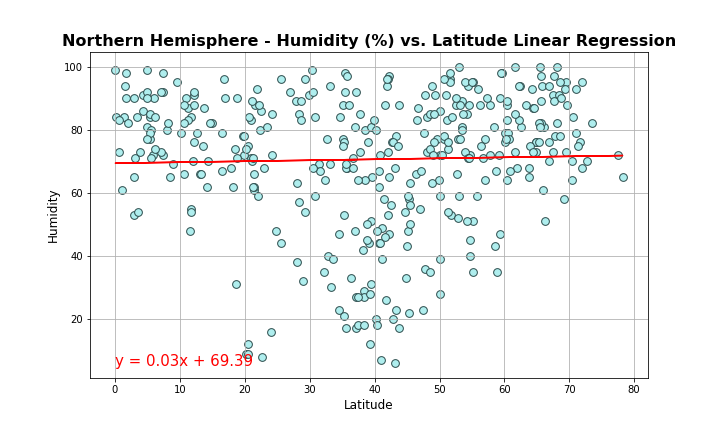 Northern Hemisphere - Humidity (%) vs. Latitude Linear Regression
100
80
60
40
20
Humidity
y = 0.03x + 69.39
0 10 20 30 40 50 60 70 80
Latitude